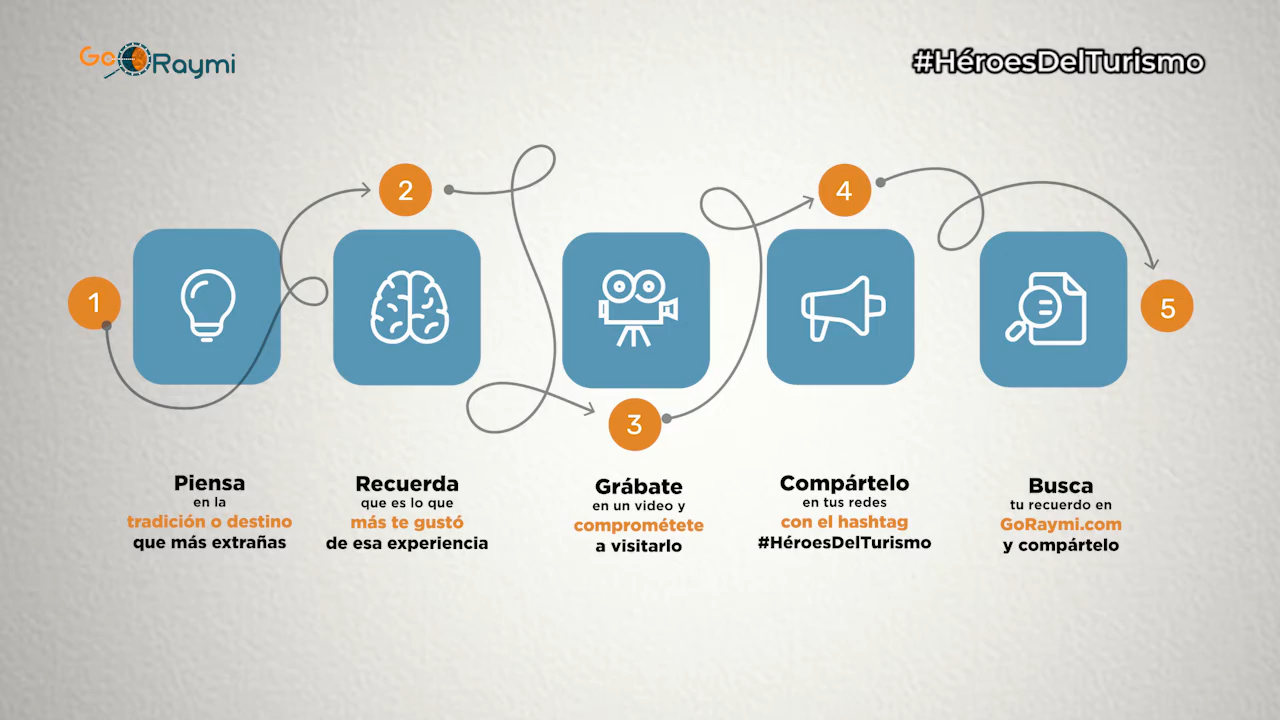 Go Raymi
#HéroesDelTurismo
1
2
3
4
5
Piensa
en la
tradición o destino
que más extrañas
Recuerda
que es lo que
más te gustó
de esa experiencia
Grábate
en un video y
comprométete
a visitarlo
Compártelo
en tus redes
con el hashtag
#HéroesDelTurismo
Busca
tu recuerdo en
GoRaymi.com
y compártelo